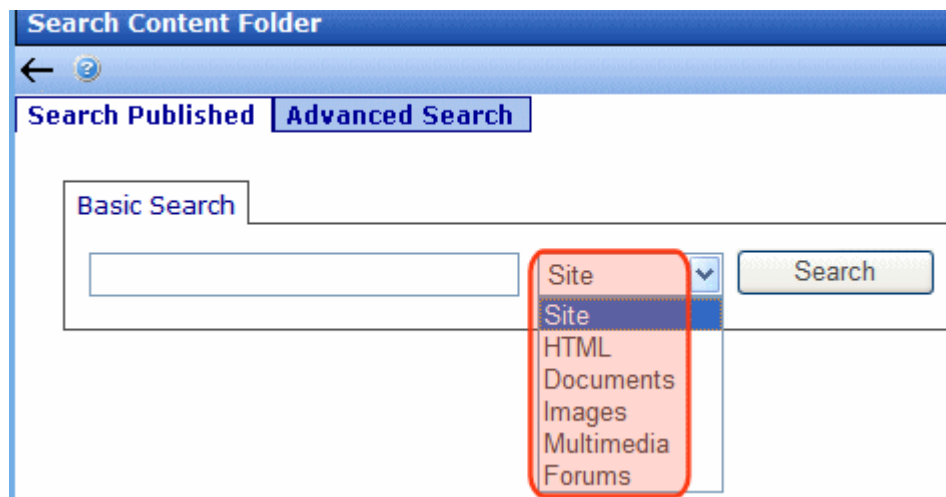 Search Content Folder
Search Published Advanced Search
Basic Search
Site Search
Site
HTML
Documents
Images
Multimedia
Forums